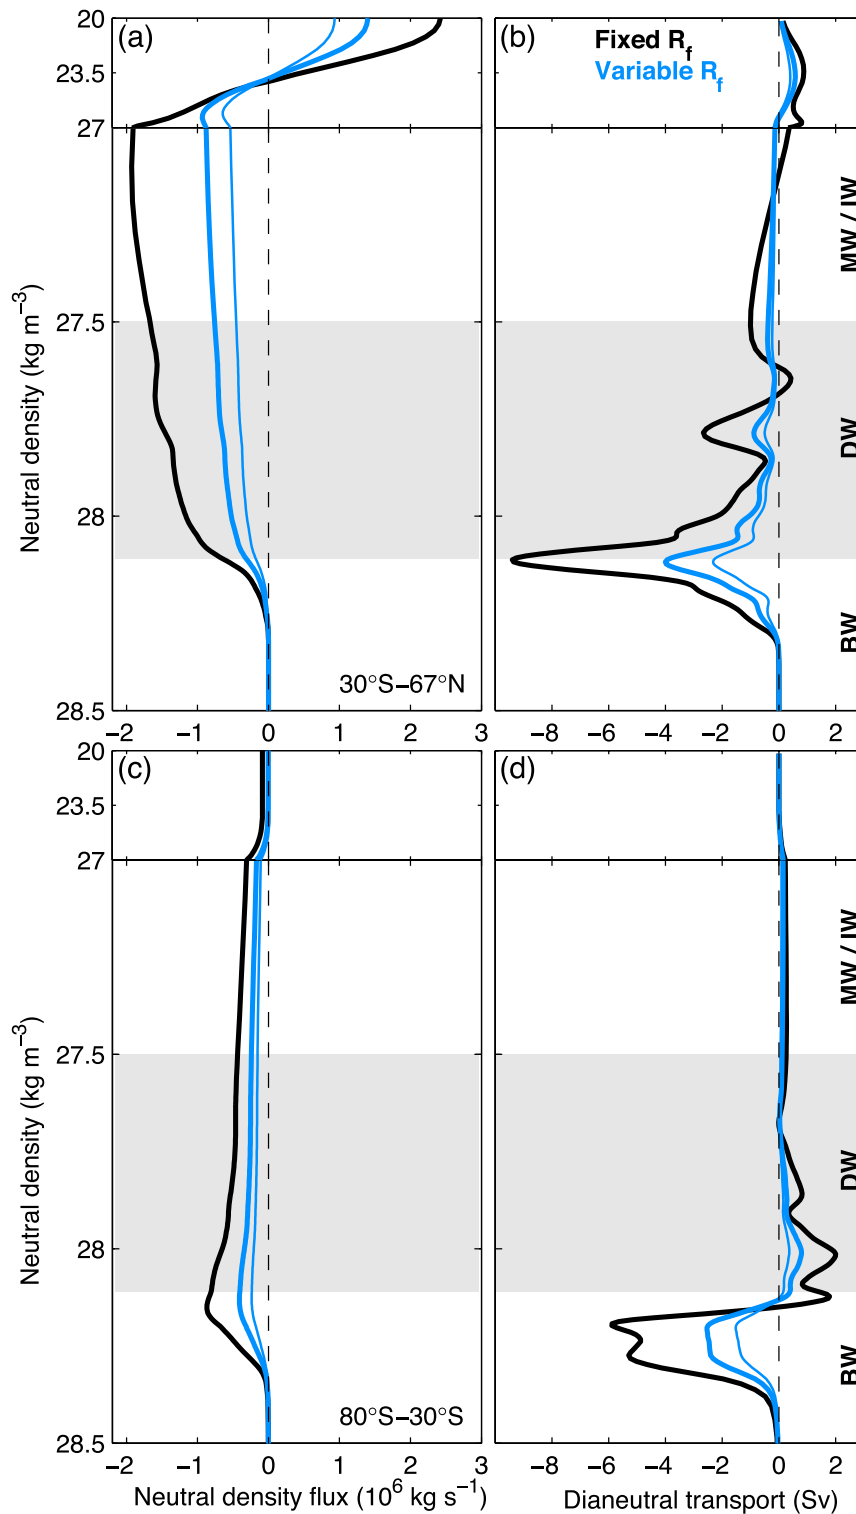 (a)
(b)
Fixed R_f
Variable R_f
20
23.5
27
27.5
28
28.5
Neutral density (kg m⁻³)
MW / IW
DW
BW
30°S−67°N
−2 −1 0 1 2 3
−8 −6 −4 −2 0 2
(c)
(d)
20
23.5
27
27.5
28
28.5
Neutral density (kg m⁻³)
MW / IW
DW
BW
80°S−30°S
−2 −1 0 1 2 3
−8 −6 −4 −2 0 2
Neutral density flux (10⁶ kg s⁻¹)
Dianeutral transport (Sv)